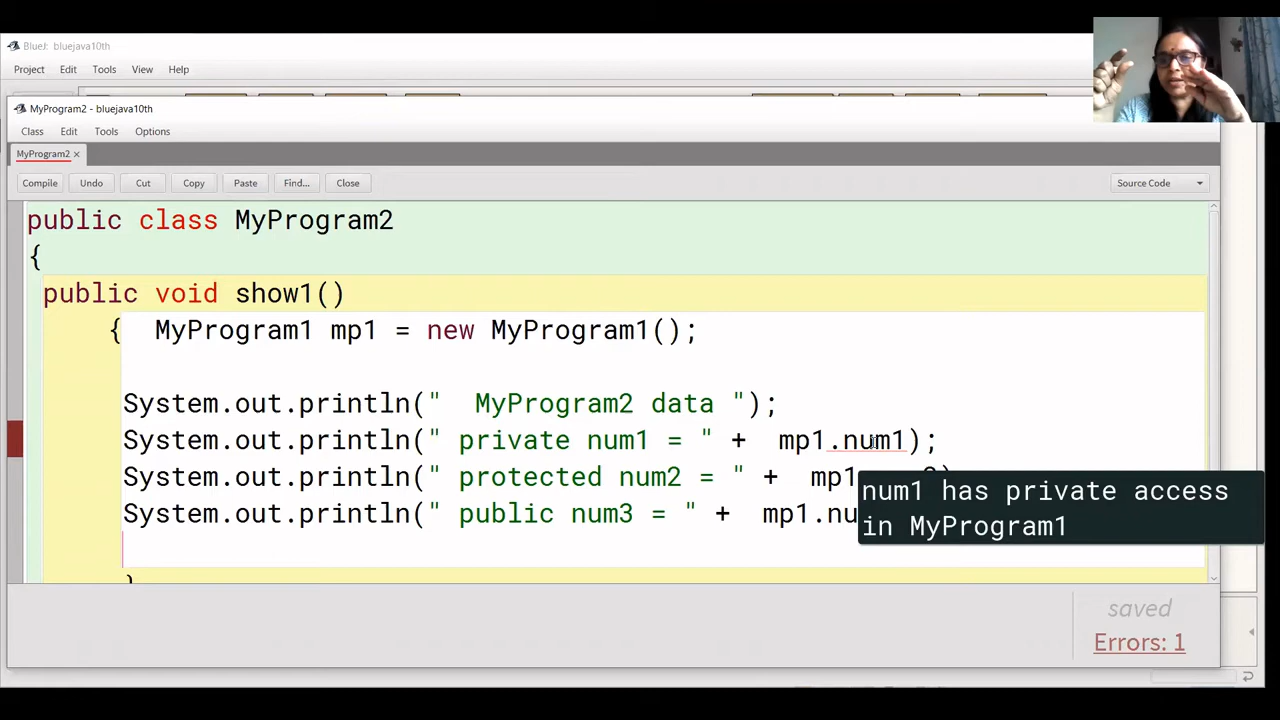 BlueJ: bluejava10th
Project Edit Tools View Help
MyProgram2 - bluejava10th
Class Edit Tools Options
MyProgram2 ×
Compile Undo Cut Copy Paste Find... Close Source Code
public class MyProgram2
{
public void show1()
{ MyProgram1 mp1 = new MyProgram1();
System.out.println("  MyProgram2 data ");
System.out.println(" private num1 = " +  mp1.num1);
System.out.println(" protected num2 = " +  mp1
System.out.println(" public num3 = " +  mp1.nu
num1 has private access
in MyProgram1
}
saved
Errors: 1